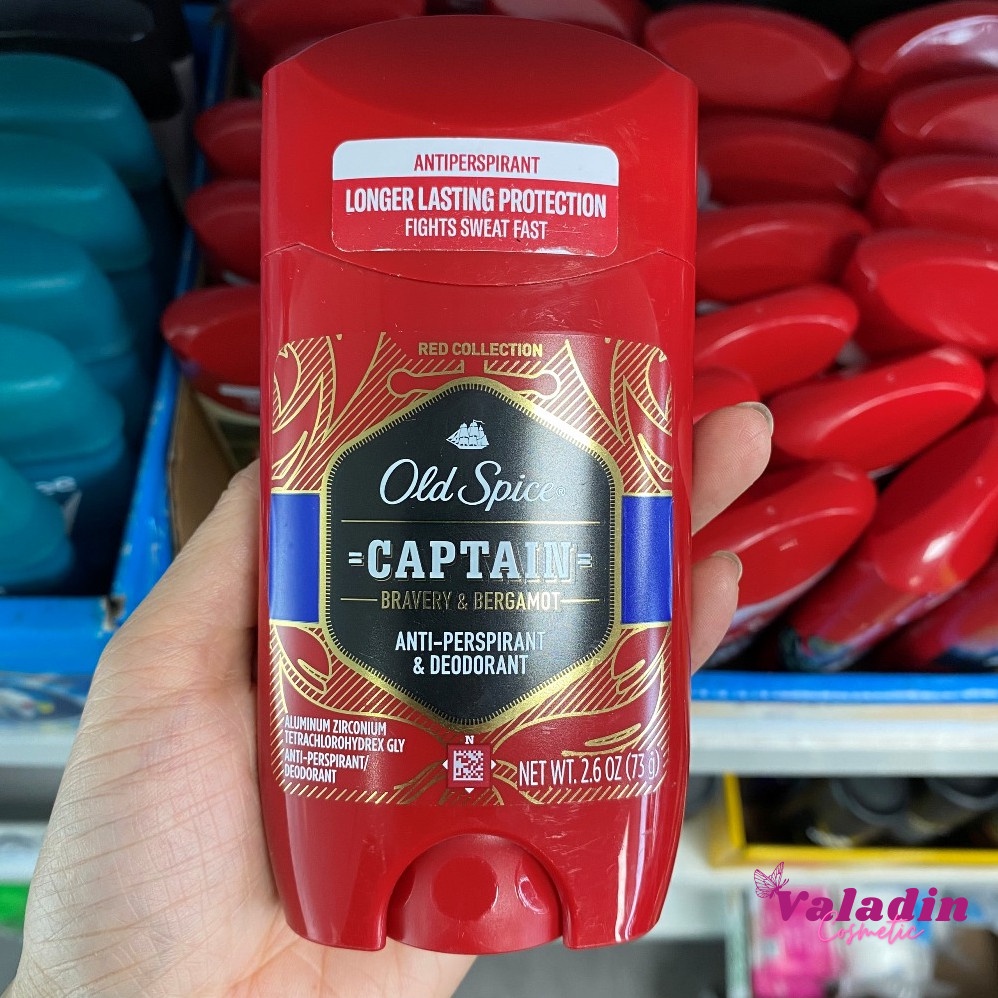 ANTIPERSPIRANT
LONGER LASTING PROTECTION
FIGHTS SWEAT FAST
RED COLLECTION
Old Spice®
CAPTAIN
BRAVERY & BERGAMOT
ANTI-PERSPIRANT
& DEODORANT
ALUMINUM ZIRCONIUM
TETRACHLOROHYDREX GLY
ANTI-PERSPIRANT/
DEODORANT
N
NET WT. 2.6 OZ (73 g)
Valadin
Cosmetic